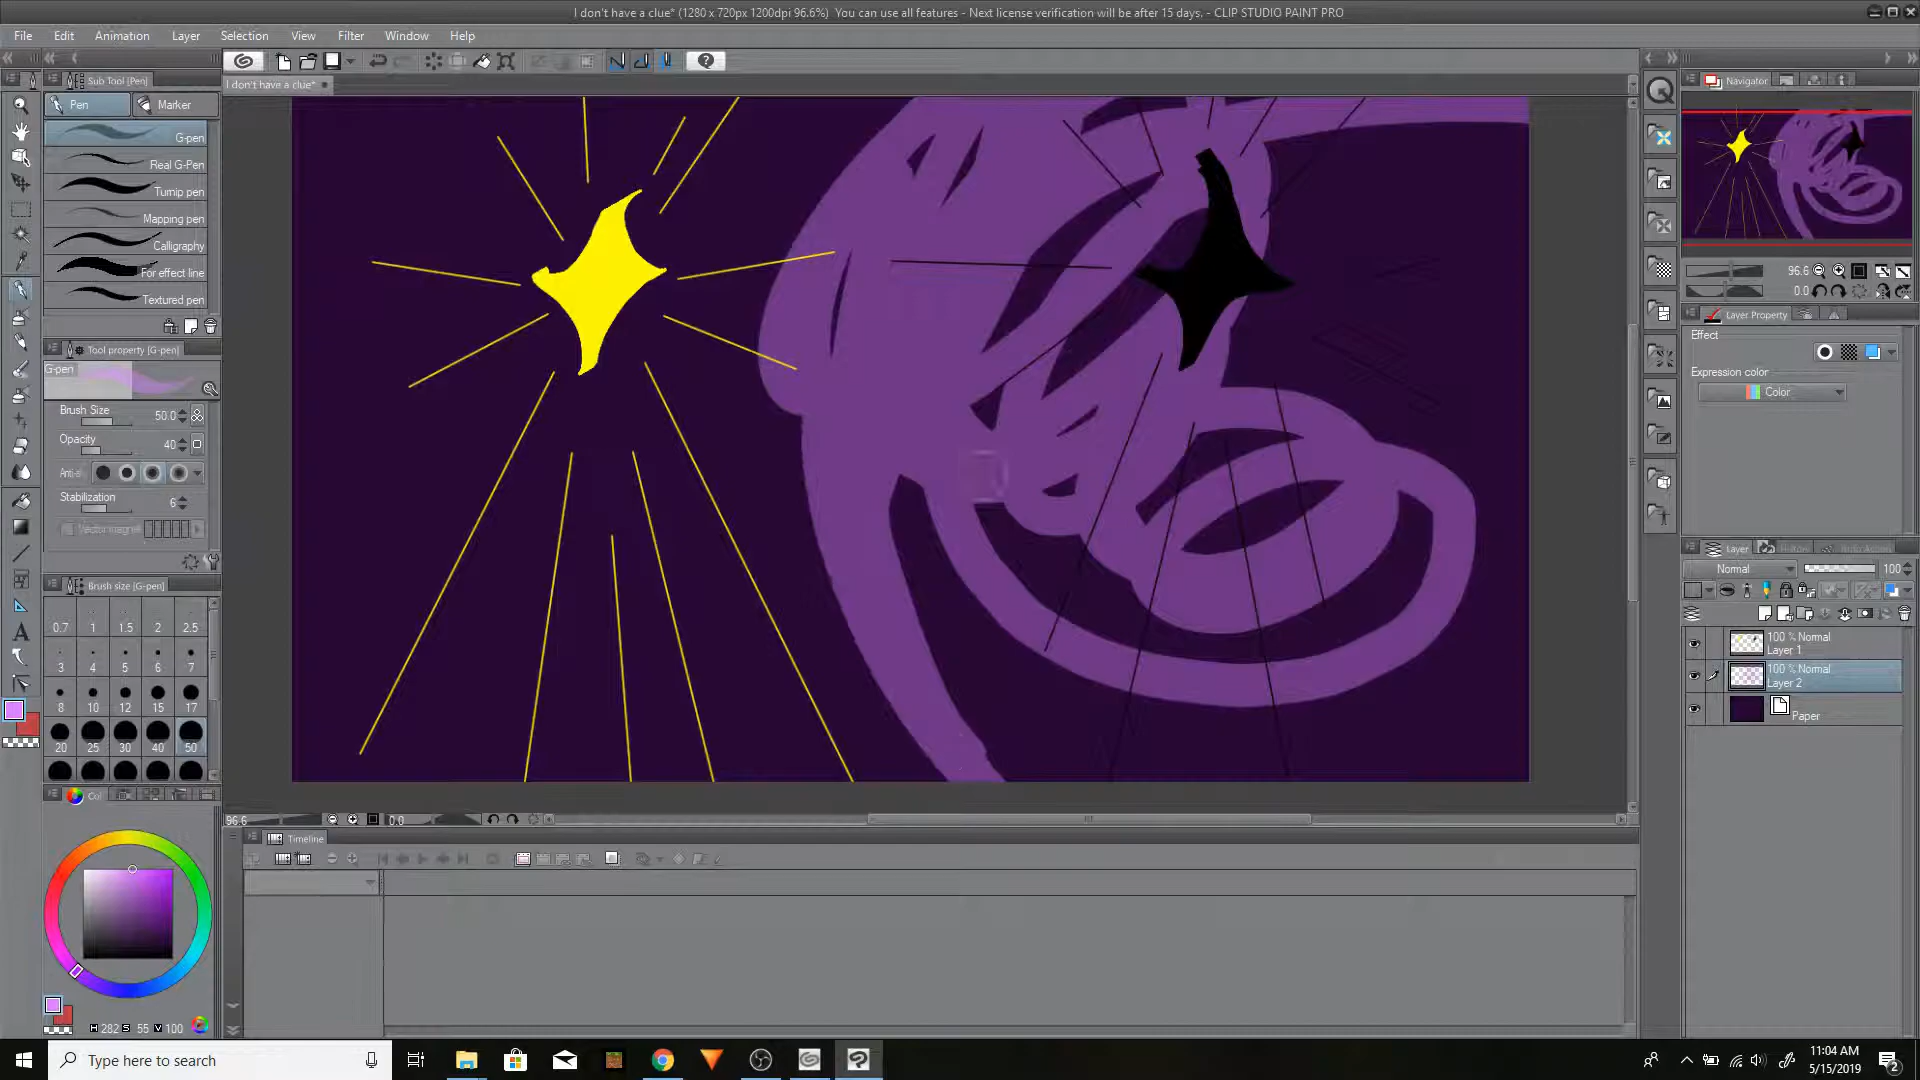 I don't have a clue* (1280 x 720px 1200dpi 96.6%)  You can use all features - Next license verification will be after 15 days. - CLIP STUDIO PAINT PRO
File Edit Animation Layer Selection View Filter Window Help
Sub Tool [Pen]
I don't have a clue*
Navigator
Pen Marker
G-pen
Real G-Pen
Turnip pen
Mapping pen
Calligraphy
For effect line
Textured pen
96.6
0.0
Layer Property
Effect
Expression color
Color
Tool property [G-pen]
G-pen
Brush Size 50.0
Opacity 40
Anti-a
Stabilization 6
Vector magnet
Brush size [G-pen]
0.7 1 1.5 2 2.5
3 4 5 6 7
8 10 12 15 17
20 25 30 40 50
Layer
Normal 100
100 % Normal
Layer 1
100 % Normal
Layer 2
Paper
Col
96.6 0.0
Timeline
H 282 S 55 V 100
Type here to search
11:04 AM
5/15/2019
2